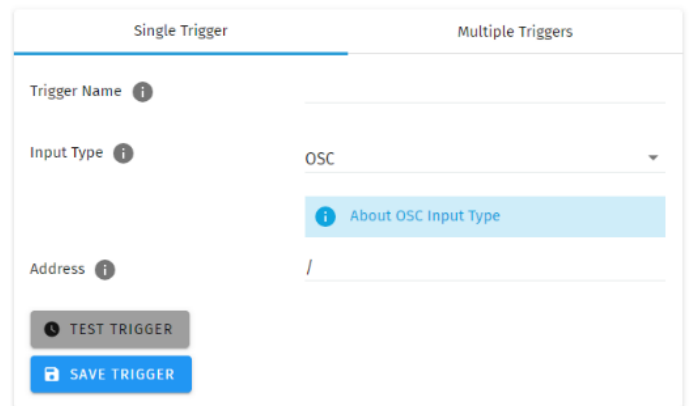 Single Trigger
Multiple Triggers
Trigger Name
Input Type
OSC
About OSC Input Type
Address
/
TEST TRIGGER
SAVE TRIGGER